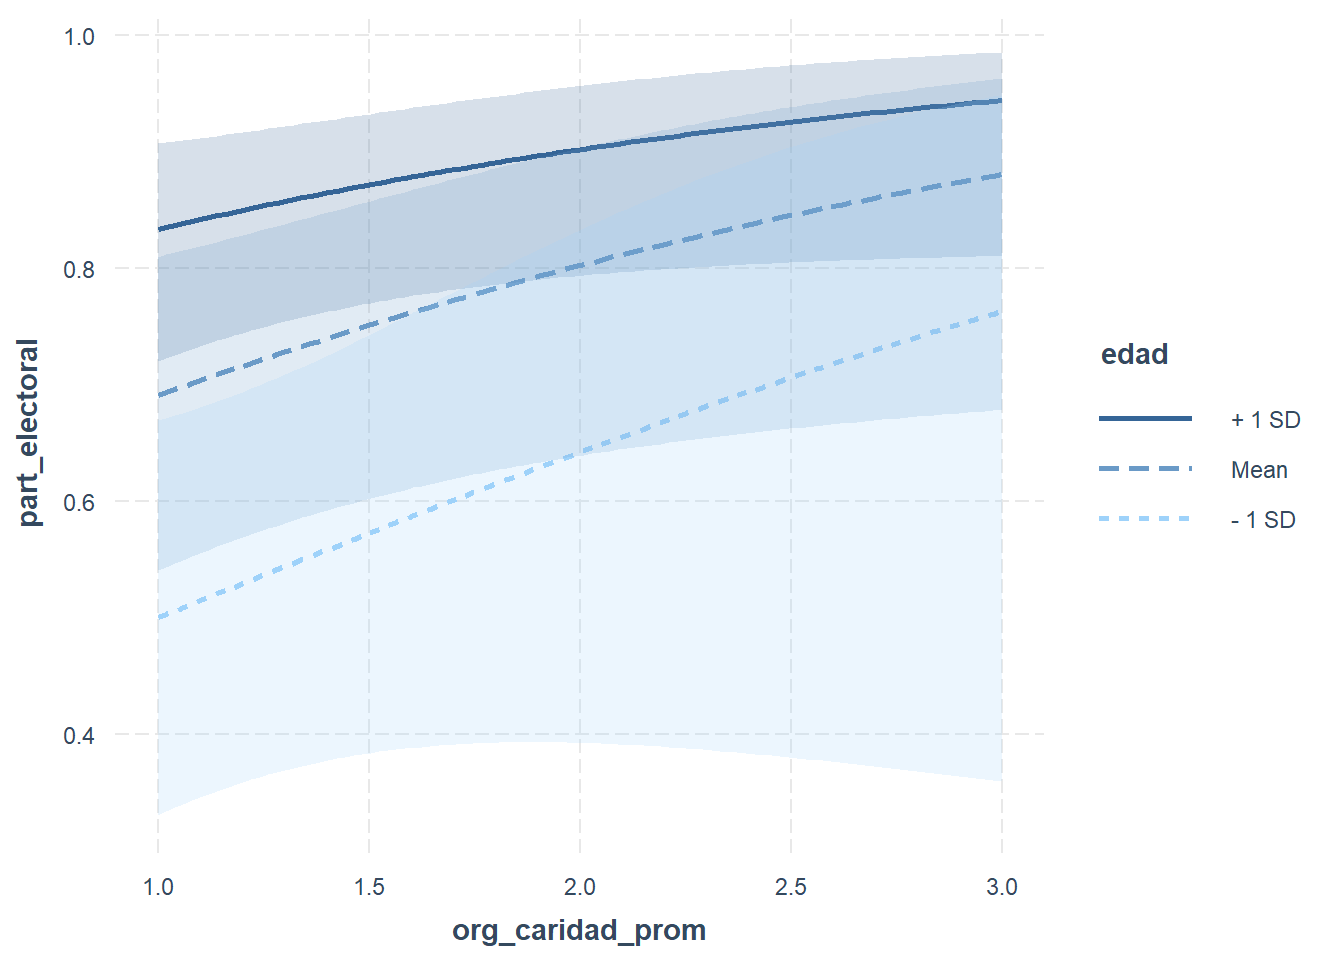 1.0
0.8
0.6
0.4
part_electoral
1.0 1.5 2.0 2.5 3.0
org_caridad_prom
edad
+ 1 SD
Mean
- 1 SD